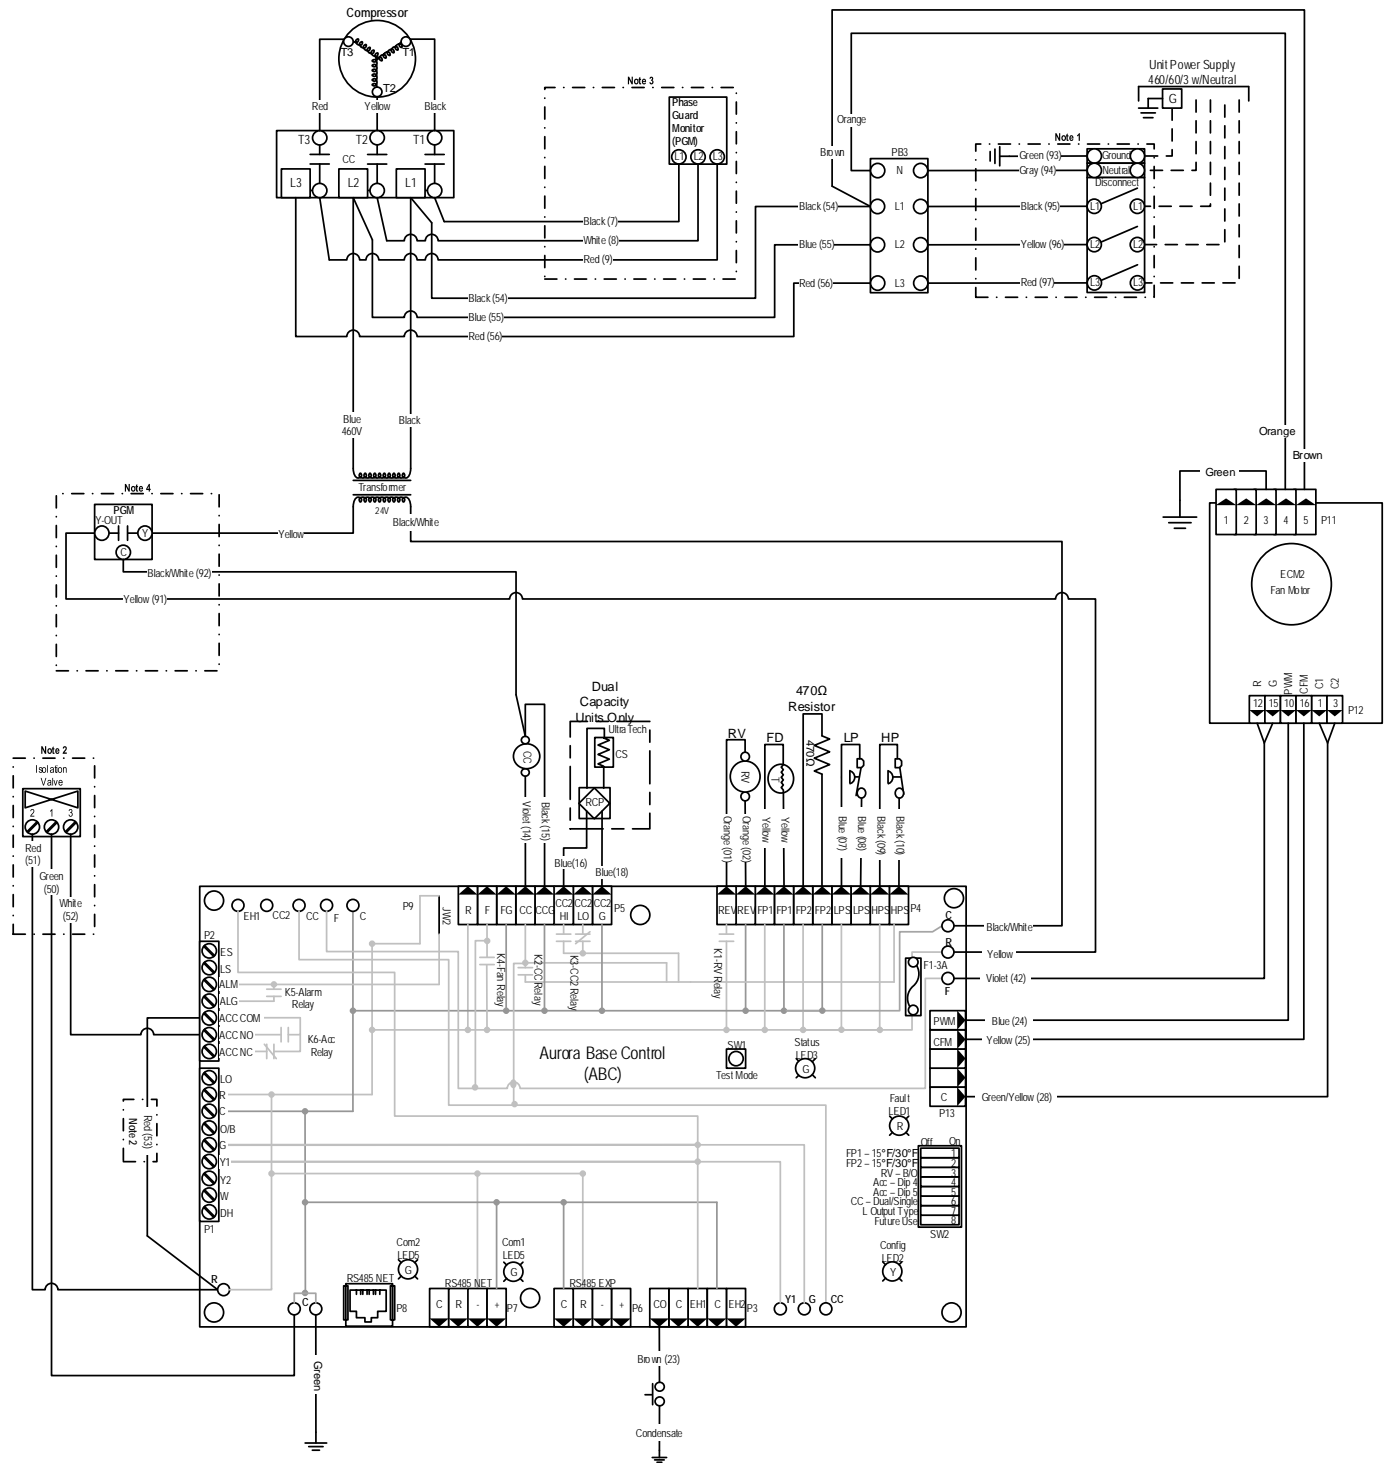 Compressor
T3
T1
T2
Red
Yellow
Black
T3
T2
T1
CC
L3
L2
L1
Note 3
Phase
Guard
Monitor
(PGM)
L1
L2
L3
Black (7)
White (8)
Red (9)
Black (54)
Blue (55)
Red (56)
Orange
Brown
PB3
N
L1
L2
L3
Black (54)
Blue (55)
Red (56)
Unit Power Supply
460/60/3 w/Neutral
G
Note 1
Green (93)
Gray (94)
Black (95)
Yellow (96)
Red (97)
Ground
Neutral
Disconnect
L1
L1
L2
L2
L3
L3
Blue
460V
Black
Transformer
24V
Black/White
Yellow
Note 4
PGM
Y-OUT
Y
C
Black/White (92)
Yellow (91)
Orange
Brown
Green
1
2
3
4
5
P11
ECM2
Fan Motor
R
G
PWM
CFM
C1
C2
12
15
10
16
1
3
P12
Note 2
Isolation
Valve
2
1
3
Red
(51)
Green
(50)
White
(52)
CC
Violet (14)
Black (15)
Dual
Capacity
Units Only
Ultra Tech
CS
RCP
Blue(16)
Blue(18)
470Ω
Resistor
470Ω
RV
RV
FD
T
LP
HP
Orange (01)
Orange (02)
Yellow
Yellow
Blue (07)
Blue (08)
Black (09)
Black (10)
EH1
CC2
CC
F
C
P9
JW2
R
F
FG
CC
CCG
CC2
HI
CC2
LO
CC2
G
P5
REV
REV
FP1
FP1
FP2
FP2
LPS
LPS
HPS
HPS
P4
C
R
F
Black/White
Yellow
Violet (42)
F1-3A
P2
ES
LS
ALM
ALG
ACC COM
ACC NO
ACC NC
K5-Alarm
Relay
K6-Acc
Relay
K4-Fan Relay
K2-CC Relay
K3-CC2 Relay
K1-RV Relay
Aurora Base Control
(ABC)
SW1
Test Mode
Status
LED3
G
PWM
CFM
C
P13
Blue (24)
Yellow (25)
Green/Yellow (28)
LO
R
C
O/B
G
Y1
Y2
W
DH
P1
Red (53)
Note 2
Fault
LED1
R
Off
On
FP1 – 15°F/30°F
FP2 – 15°F/30°F
RV – B/O
Acc – Dip 4
Acc – Dip 5
CC – Dual/Single
L Output Type
Future Use
1
2
3
4
5
6
7
8
SW2
Config
LED2
Y
Com2
LED5
G
Com1
LED5
G
R
C
RS485 NET
P8
RS485 NET
C
R
-
+
P7
RS485 EXP
C
R
-
+
P6
CO
C
EH1
C
EH2
P3
Y1
G
CC
Green
Brown (23)
Condensate